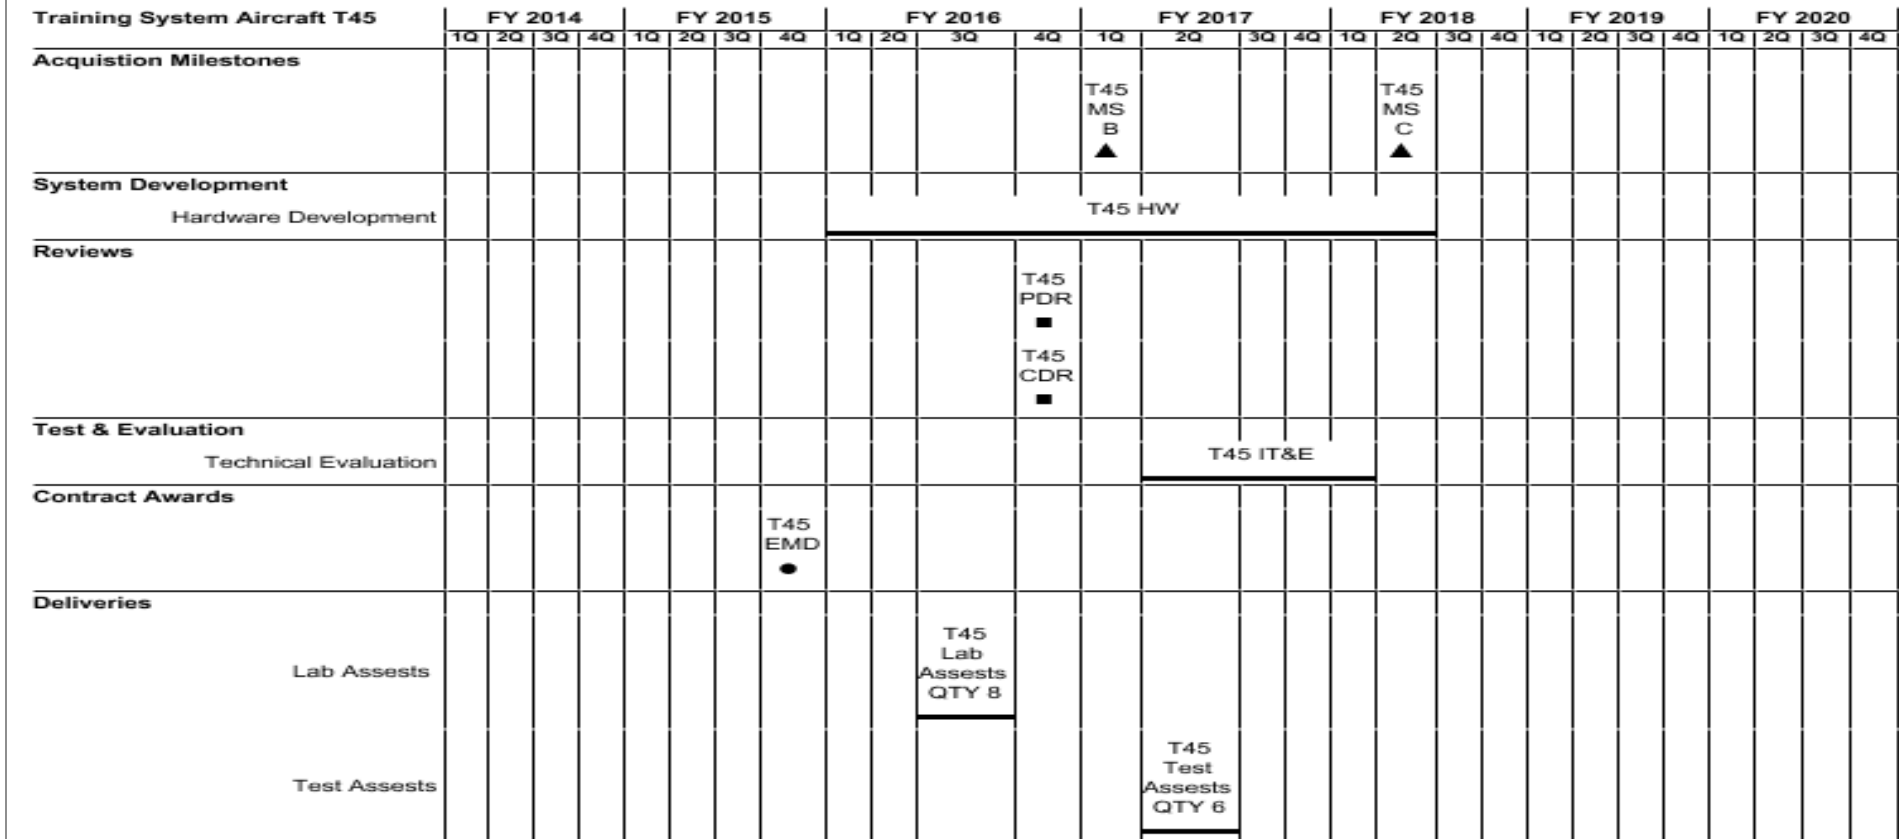 Training System Aircraft T45 FY 2014 FY 2015 FY 2016 FY 2017 FY 2018 FY 2019 FY 2020
1Q 2Q 3Q 4Q 1Q 2Q 3Q 4Q 1Q 2Q 3Q 4Q 1Q 2Q 3Q 4Q 1Q 2Q 3Q 4Q 1Q 2Q 3Q 4Q 1Q 2Q 3Q 4Q
Acquistion Milestones
T45 T45
MS MS
B C
System Development
Hardware Development T45 HW
Reviews
T45
PDR
T45
CDR
Test & Evaluation
Technical Evaluation T45 IT&E
Contract Awards
T45
EMD
Deliveries
T45
Lab
Lab Assests Assests
QTY 8
T45
Test
Test Assests Assests
QTY 6